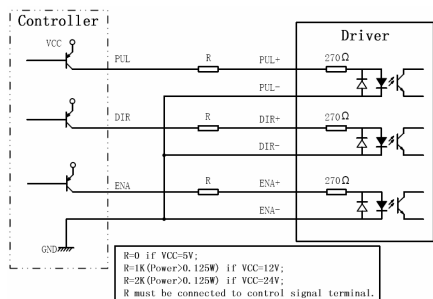 Controller
Driver
VCC
PUL
R
PUL+
270Ω
PUL-
DIR
R
DIR+
270Ω
DIR-
ENA
R
ENA+
270Ω
ENA-
GND
R=0 if VCC=5V;
R=1K(Power>0.125W) if VCC=12V;
R=2K(Power>0.125W) if VCC=24V;
R must be connected to control signal terminal.